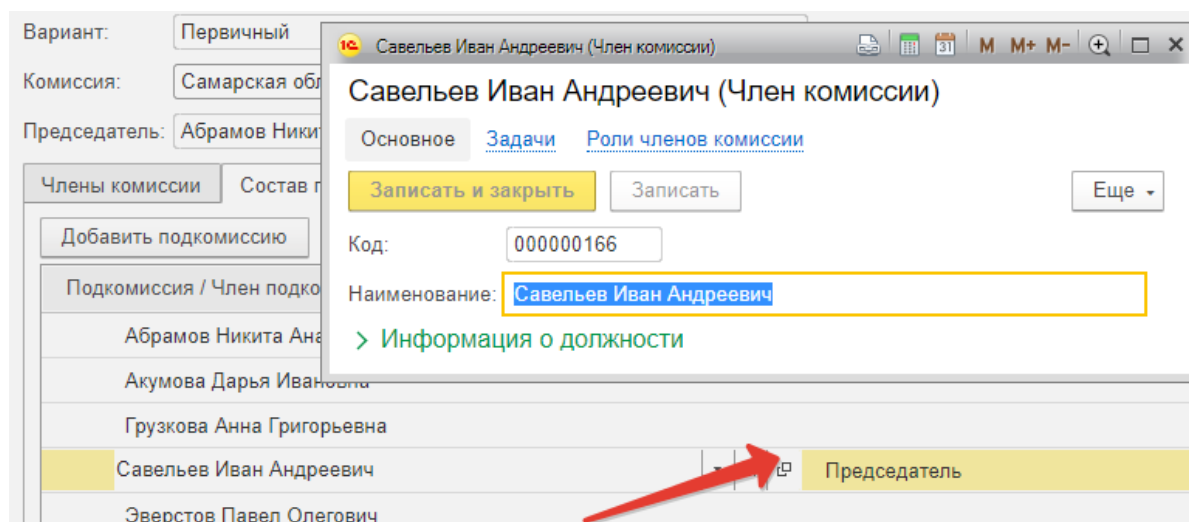 Вариант: Первичный
Комиссия: Самарская обл
Председатель: Абрамов Ники
Члены комиссии Состав п
Добавить подкомиссию
Подкомиссия / Член подко
Абрамов Никита Ана
Акумова Дарья Ивановна
Грузкова Анна Григорьевна
Савельев Иван Андреевич Председатель
Эверстов Павел Олегович
1С Савельев Иван Андреевич (Член комиссии) 31 M M+ M-
Савельев Иван Андреевич (Член комиссии)
Основное Задачи Роли членов комиссии
Записать и закрыть Записать Еще
Код: 000000166
Наименование: Савельев Иван Андреевич
Информация о должности